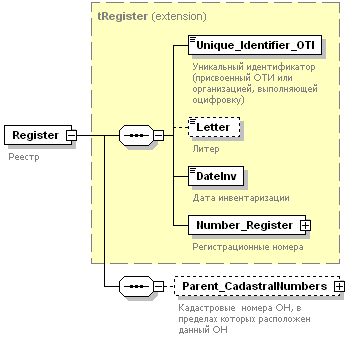 tRegister (extension)
Unique_Identifier_OTI
Уникальный идентификатор
(присвоенный ОТИ или
организацией, выполняющей
оцифровку)
Register
Реестр
Letter
Литер
DateInv
Дата инвентаризации
Number_Register
Регистрационные номера
Parent_CadastralNumbers
Кадастровые номера ОН, в
пределах которых расположен
данный ОН